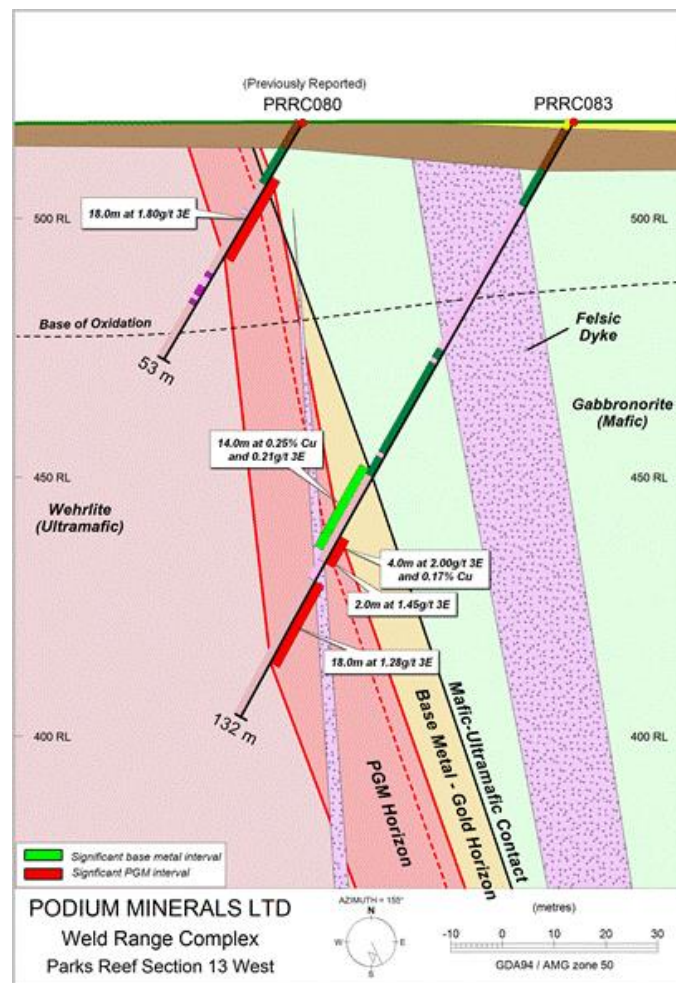 (Previously Reported)
PRRC080
PRRC083
500 RL
500 RL
18.0m at 1.80g/t 3E
Base of Oxidation
53 m
Felsic
Dyke
Gabbronorite
(Mafic)
14.0m at 0.25% Cu
and 0.21g/t 3E
450 RL
450 RL
Wehrlite
(Ultramafic)
4.0m at 2.00g/t 3E
and 0.17% Cu
2.0m at 1.45g/t 3E
18.0m at 1.28g/t 3E
132 m
400 RL
400 RL
Mafic-Ultramafic Contact
Base Metal - Gold Horizon
PGM Horizon
Significant base metal interval
Signficant PGM interval
PODIUM MINERALS LTD
Weld Range Complex
Parks Reef Section 13 West
AZIMUTH = 155°
N
W
E
S
(metres)
-10 0 10 20 30
GDA94 / AMG zone 50